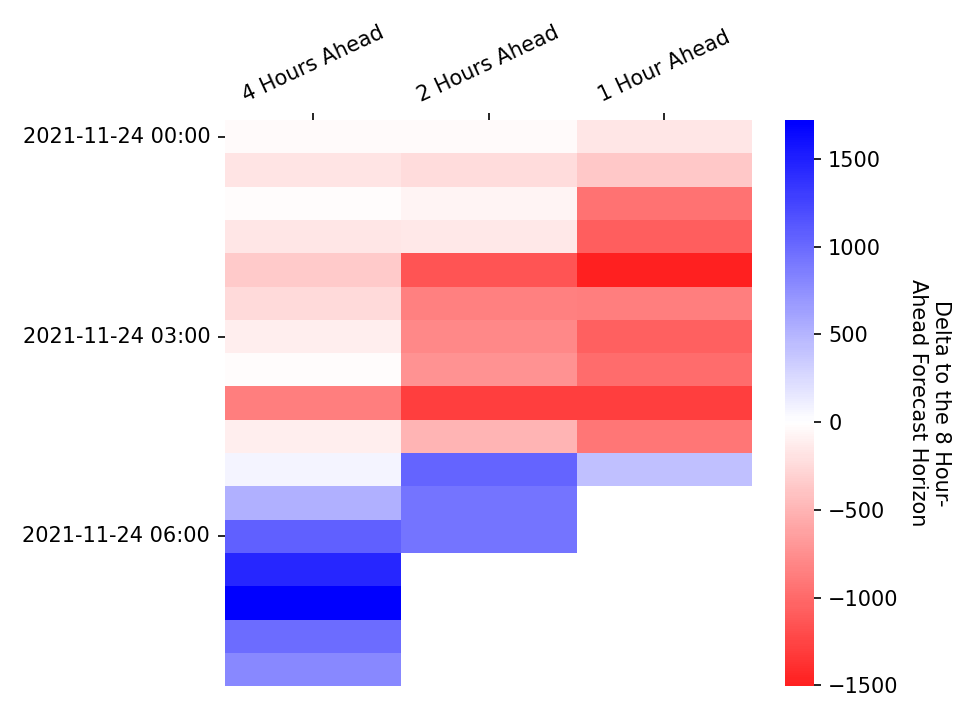 4 Hours Ahead
2 Hours Ahead
1 Hour Ahead
2021-11-24 00:00
2021-11-24 03:00
2021-11-24 06:00
1500
1000
500
0
−500
−1000
−1500
Delta to the 8 Hour-
Ahead Forecast Horizon